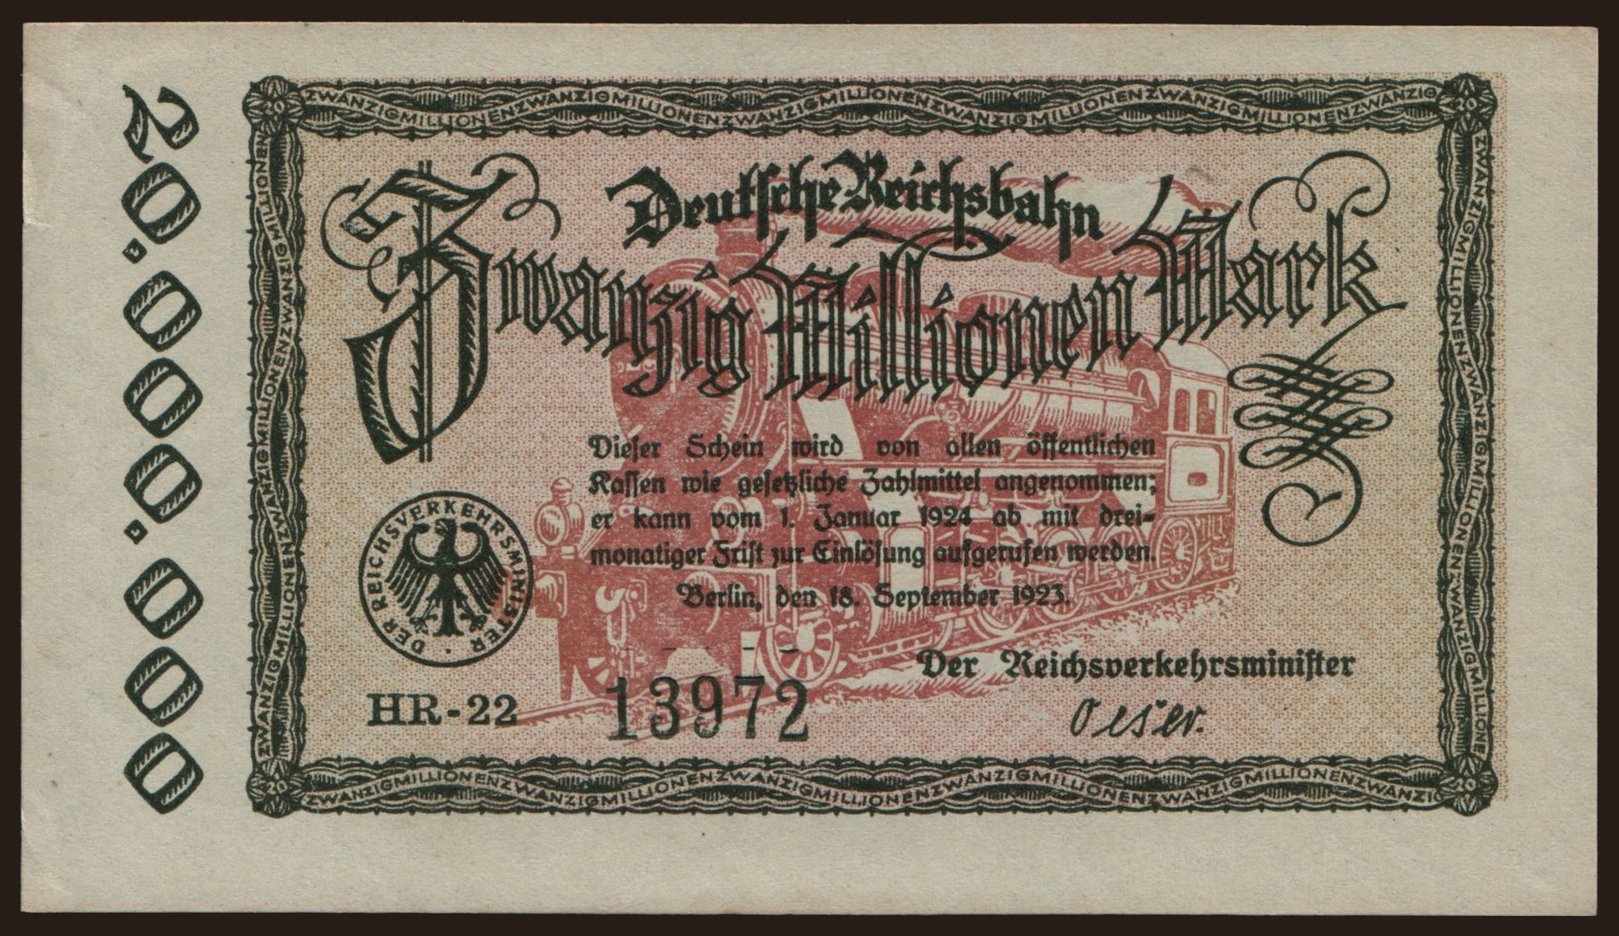 20.000.000
ZWANZIGMILLIONENZWANZIGMILLIONENZWANZIGMILLIONENZWANZIGMILLIONENZWANZIGMILLIONENZWANZIG
Deutsche Reichsbahn
Zwanzig Millionen Mark
Dieser Schein wird von allen öffentlichen
Kassen wie gesetzliche Zahlmittel angenommen;
er kann vom 1. Januar 1924 ab mit drei-
monatiger Frist zur Einlösung aufgerufen werden.
Berlin, den 18. September 1923.
DER REICHSVERKEHRSMINISTER
Der Reichsverkehrsminister
HR-22
13972
Oeser.